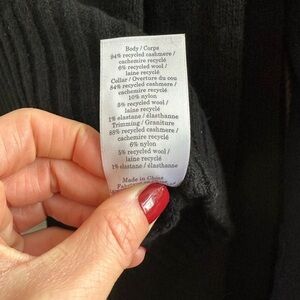 Body / Corps
94% recycled cashmere /
cachemire recyclé
6% recycled wool /
laine recyclé
Collar / Overture du cou
84% recycled cashmere /
cachemire recyclé
10% nylon
5% recycled wool /
laine recyclé
1% elastane / élasthanne
Trimming / Graniture
88% recycled cashmere /
cachemire recyclé
6% nylon
5% recycled wool /
laine recyclé
1% elastane / élasthanne
Made in China